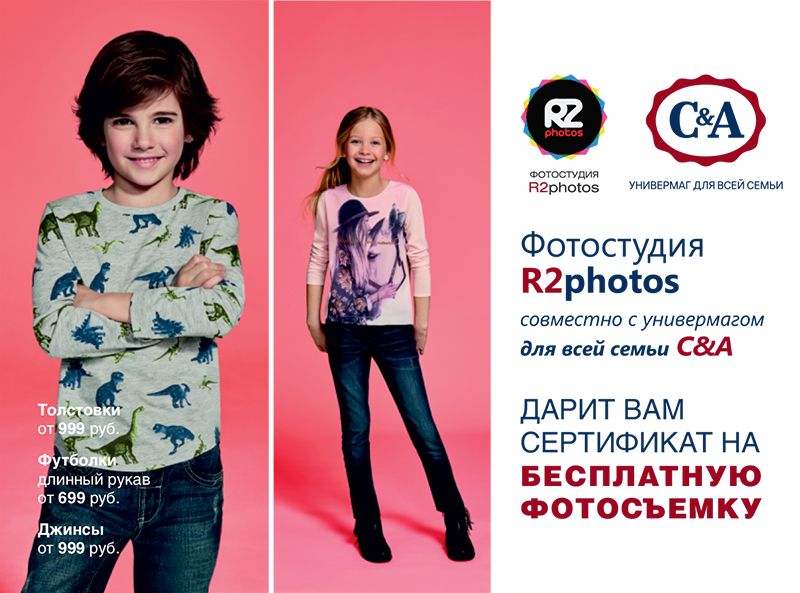 Толстовки
от 999 руб.
Футболки
длинный рукав
от 699 руб.
Джинсы
от 999 руб.
R2
photos
ФОТОСТУДИЯ
R2photos
C&A
УНИВЕРМАГ ДЛЯ ВСЕЙ СЕМЬИ
Фотостудия
R2photos
совместно с универмагом
для всей семьи C&A
ДАРИТ ВАМ
СЕРТИФИКАТ НА
БЕСПЛАТНУЮ
ФОТОСЪЕМКУ